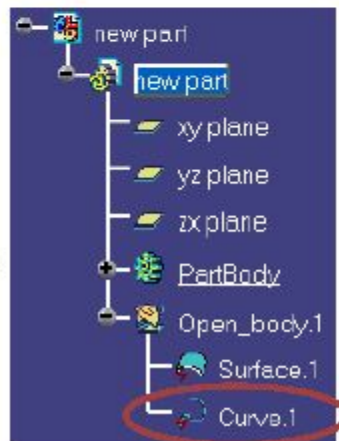 new part
new part
xy plane
yz plane
zx plane
PartBody
Open_body.1
Surface.1
Curve.1